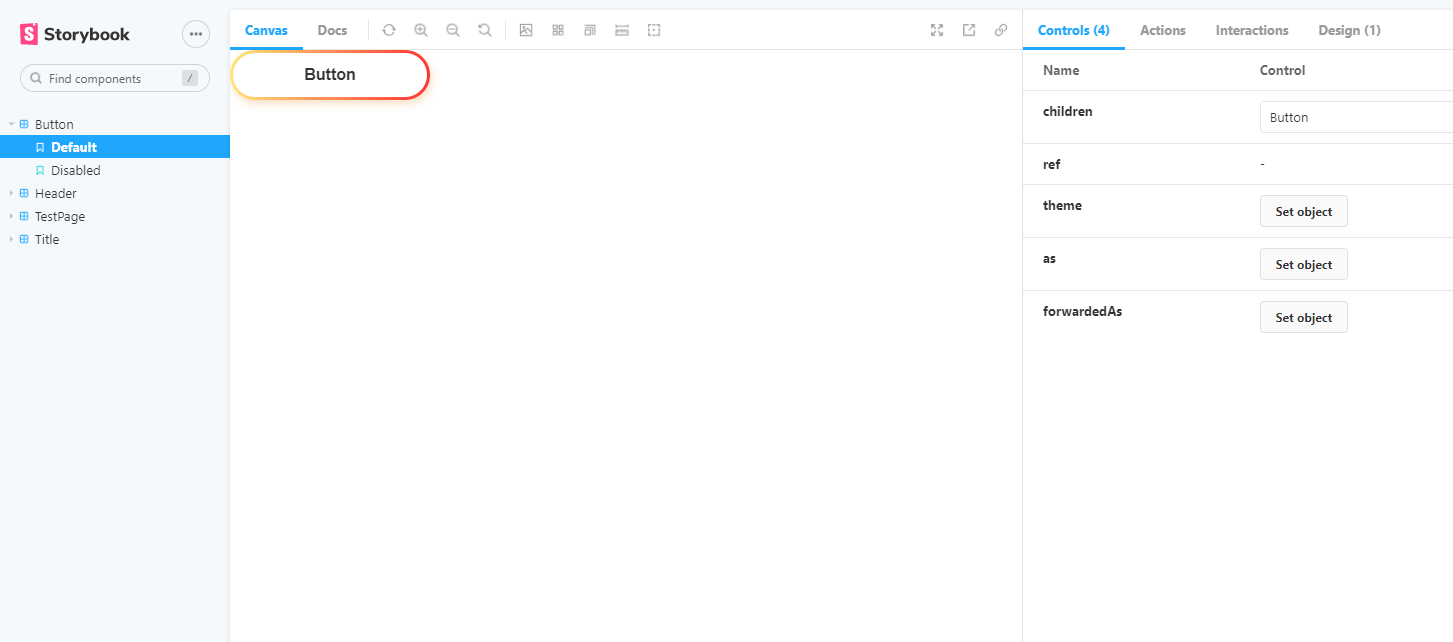 Storybook
Find components /
Button
Default
Disabled
Header
TestPage
Title
Canvas Docs
Button
Controls (4) Actions Interactions Design (1)
Name Control
children Button
ref -
theme Set object
as Set object
forwardedAs Set object